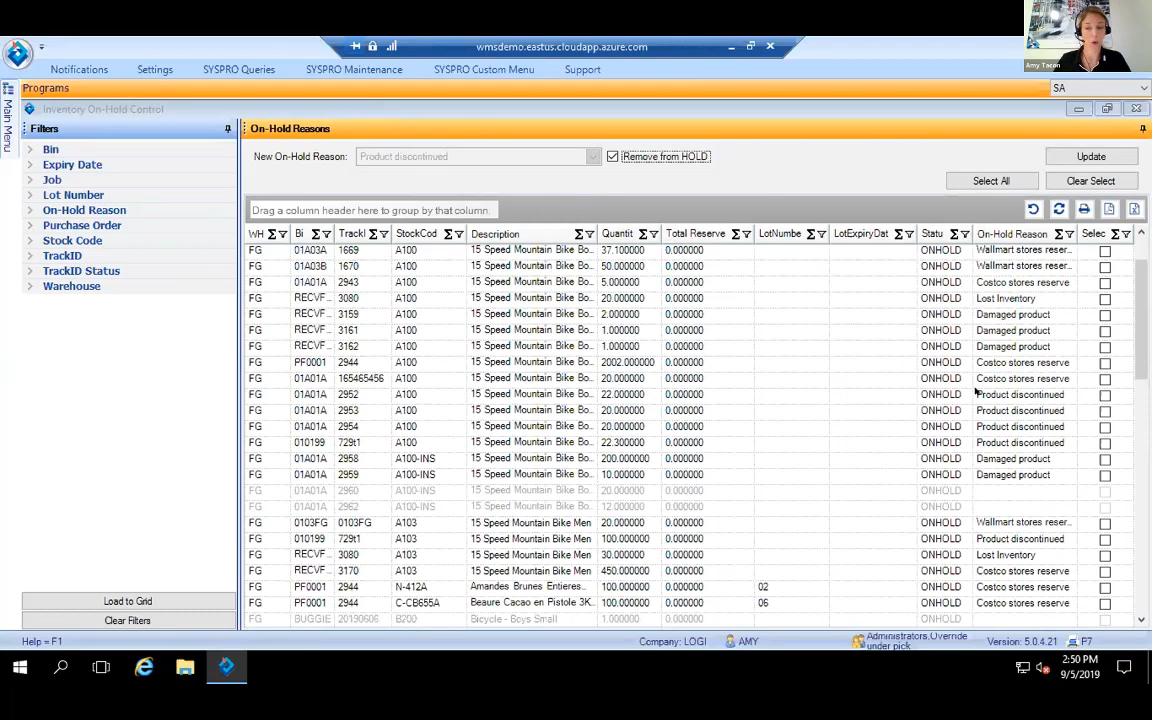 wmsdemo.eastus.cloudapp.azure.com
Amy Tacon
Notifications Settings SYSPRO Queries SYSPRO Maintenance SYSPRO Custom Menu Support
Main Menu
Programs SA
Inventory On-Hold Control
Filters
Bin
Expiry Date
Job
Lot Number
On-Hold Reason
Purchase Order
Stock Code
TrackID
TrackID Status
Warehouse
Load to Grid
Clear Filters
On-Hold Reasons
New On-Hold Reason: Product discontinued Remove from HOLD Update
Select All Clear Select
Drag a column header here to group by that column.
WH Bi TrackI StockCod Description Quantit Total Reserve LotNumbe LotExpiryDat Statu On-Hold Reason Selec
FG 01A03A 1669 A100 15 Speed Mountain Bike Bo... 37.100000 0.000000 ONHOLD Wallmart stores reser...
FG 01A03B 1670 A100 15 Speed Mountain Bike Bo... 50.000000 0.000000 ONHOLD Wallmart stores reser...
FG 01A01A 2943 A100 15 Speed Mountain Bike Bo... 5.000000 0.000000 ONHOLD Costco stores reserve
FG RECVF... 3080 A100 15 Speed Mountain Bike Bo... 20.000000 0.000000 ONHOLD Lost Inventory
FG RECVF... 3159 A100 15 Speed Mountain Bike Bo... 2.000000 0.000000 ONHOLD Damaged product
FG RECVF... 3161 A100 15 Speed Mountain Bike Bo... 1.000000 0.000000 ONHOLD Damaged product
FG RECVF... 3162 A100 15 Speed Mountain Bike Bo... 1.000000 0.000000 ONHOLD Damaged product
FG PF0001 2944 A100 15 Speed Mountain Bike Bo... 2002.000000 0.000000 ONHOLD Costco stores reserve
FG 01A01A 165465456 A100 15 Speed Mountain Bike Bo... 20.000000 0.000000 ONHOLD Costco stores reserve
FG 01A01A 2952 A100 15 Speed Mountain Bike Bo... 22.000000 0.000000 ONHOLD Product discontinued
FG 01A01A 2953 A100 15 Speed Mountain Bike Bo... 20.000000 0.000000 ONHOLD Product discontinued
FG 01A01A 2954 A100 15 Speed Mountain Bike Bo... 20.000000 0.000000 ONHOLD Product discontinued
FG 010199 729t1 A100 15 Speed Mountain Bike Bo... 22.300000 0.000000 ONHOLD Product discontinued
FG 01A01A 2958 A100-INS 15 Speed Mountain Bike Bo... 200.000000 0.000000 ONHOLD Damaged product
FG 01A01A 2959 A100-INS 15 Speed Mountain Bike Bo... 10.000000 0.000000 ONHOLD Damaged product
FG 01A01A 2960 A100-INS 15 Speed Mountain Bike Bo... 20.000000 0.000000 ONHOLD
FG 01A01A 2962 A100-INS 15 Speed Mountain Bike Bo... 12.000000 0.000000 ONHOLD
FG 0103FG 0103FG A103 15 Speed Mountain Bike Men 20.000000 0.000000 ONHOLD Wallmart stores reser...
FG 010199 729t1 A103 15 Speed Mountain Bike Men 100.000000 0.000000 ONHOLD Product discontinued
FG RECVF... 3080 A103 15 Speed Mountain Bike Men 30.000000 0.000000 ONHOLD Lost Inventory
FG RECVF... 3170 A103 15 Speed Mountain Bike Men 450.000000 0.000000 ONHOLD Costco stores reserve
FG PF0001 2944 N-412A Amandes Brunes Entieres... 100.000000 0.000000 02 ONHOLD Costco stores reserve
FG PF0001 2944 C-CB655A Beaure Cacao en Pistole 3K... 100.000000 0.000000 06 ONHOLD Costco stores reserve
FG BUGGIE 20190606 B200 Bicycle - Boys Small 1.000000 0.000000 ONHOLD
Help = F1 Company: LOGI AMY Administrators.Override under pick Version: 5.0.4.21 P7
2:50 PM
9/5/2019